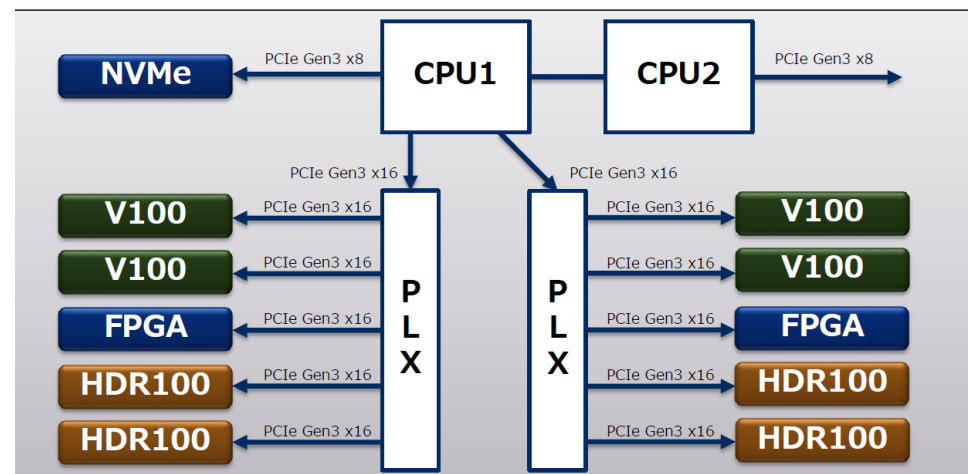 NVMe
PCIe Gen3 x8
CPU1
CPU2
PCIe Gen3 x8
PCIe Gen3 x16
PCIe Gen3 x16
V100
PCIe Gen3 x16
V100
PCIe Gen3 x16
FPGA
PCIe Gen3 x16
HDR100
PCIe Gen3 x16
HDR100
PCIe Gen3 x16
P
L
X
P
L
X
PCIe Gen3 x16
V100
PCIe Gen3 x16
V100
PCIe Gen3 x16
FPGA
PCIe Gen3 x16
HDR100
PCIe Gen3 x16
HDR100